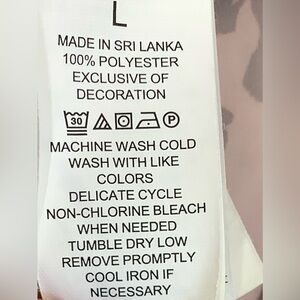 L
MADE IN SRI LANKA
100% POLYESTER
EXCLUSIVE OF
DECORATION
30 P
MACHINE WASH COLD
WASH WITH LIKE
COLORS
DELICATE CYCLE
NON-CHLORINE BLEACH
WHEN NEEDED
TUMBLE DRY LOW
REMOVE PROMPTLY
COOL IRON IF
NECESSARY